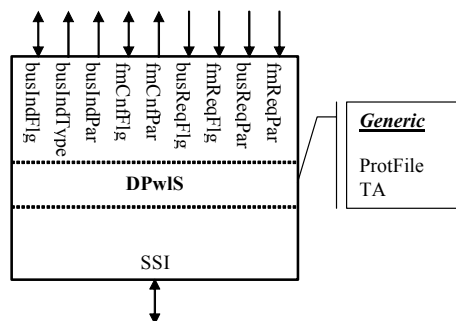 busIndFlg
busIndType
busIndPar
fmCnfFlg
fmCnfPar
busReqFlg
fmReqFlg
busReqPar
fmReqPar
DPwlS
SSI
Generic
ProtFile
TA